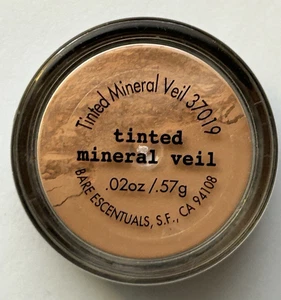 Tinted Mineral Veil 37019
tinted
mineral veil
.02oz/.57g
BARE ESCENTUALS, S.F., CA 94108